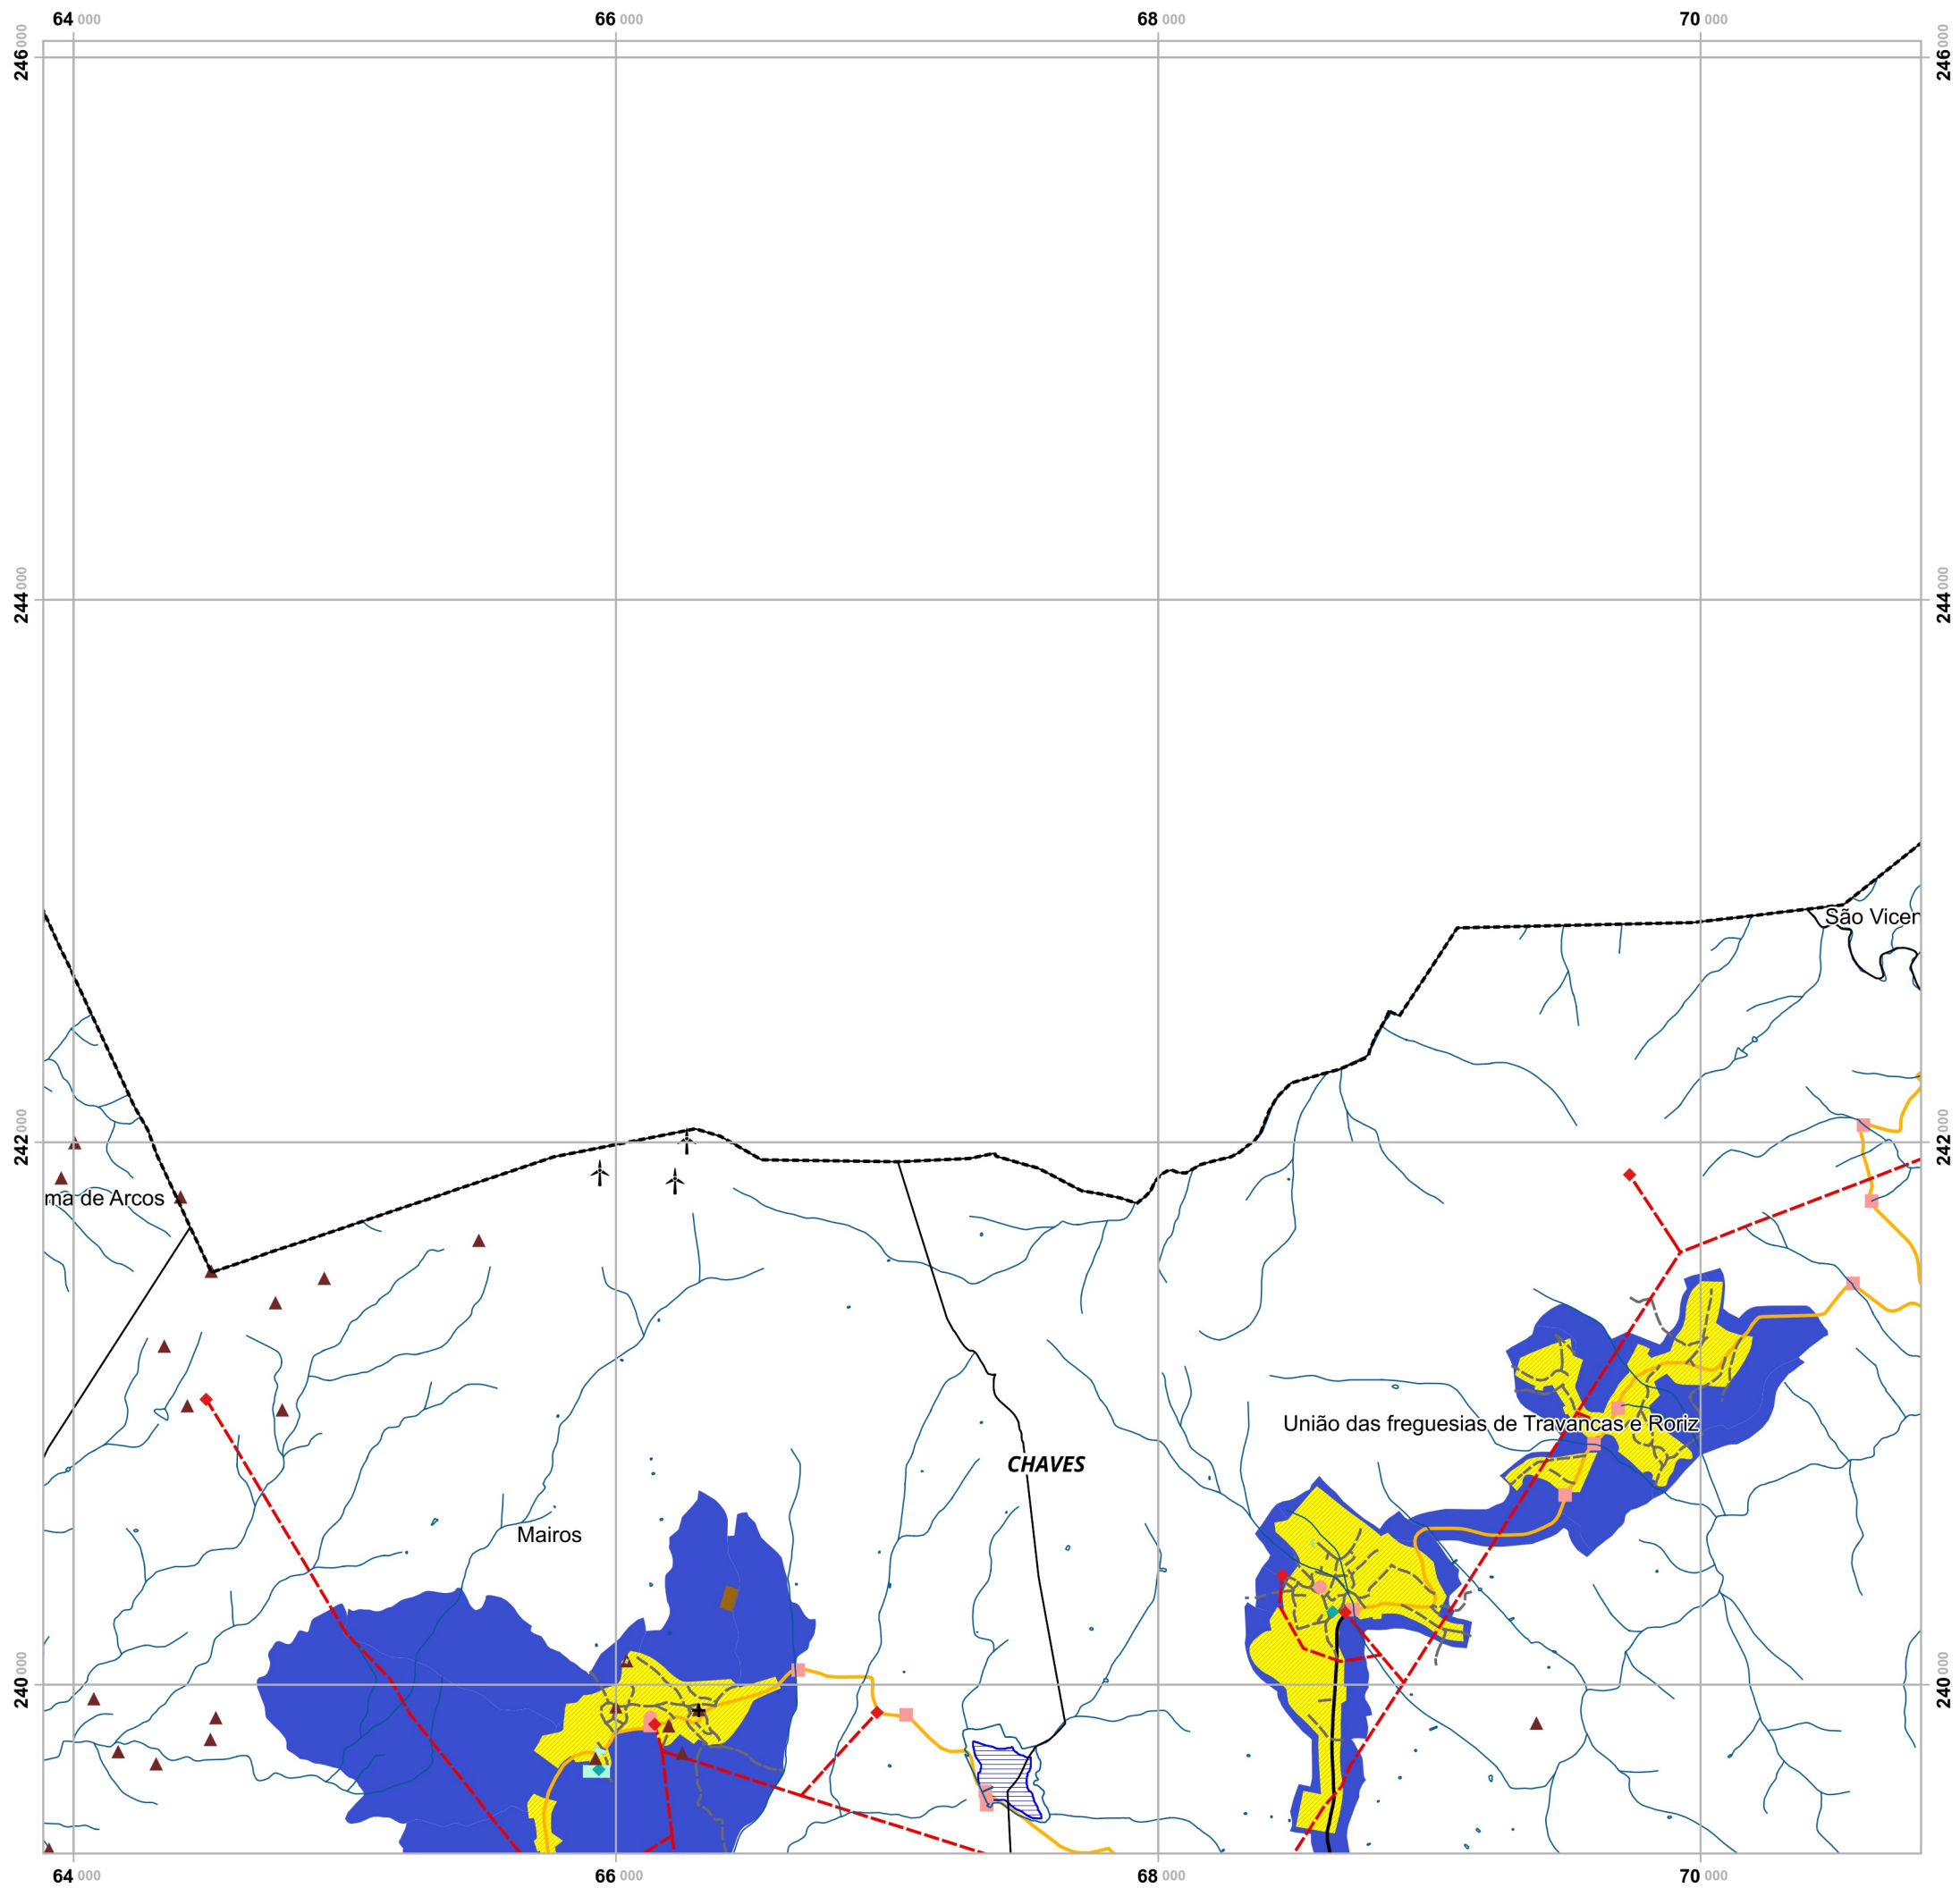 64 000 66 000 68 000 70 000
246 000 246 000
244 000 244 000
São Vicen
242 000 242 000
ma de Arcos
União das freguesias de Travancas e Roriz
CHAVES
Mairos
240 000 240 000
64 000 66 000 68 000 70 000